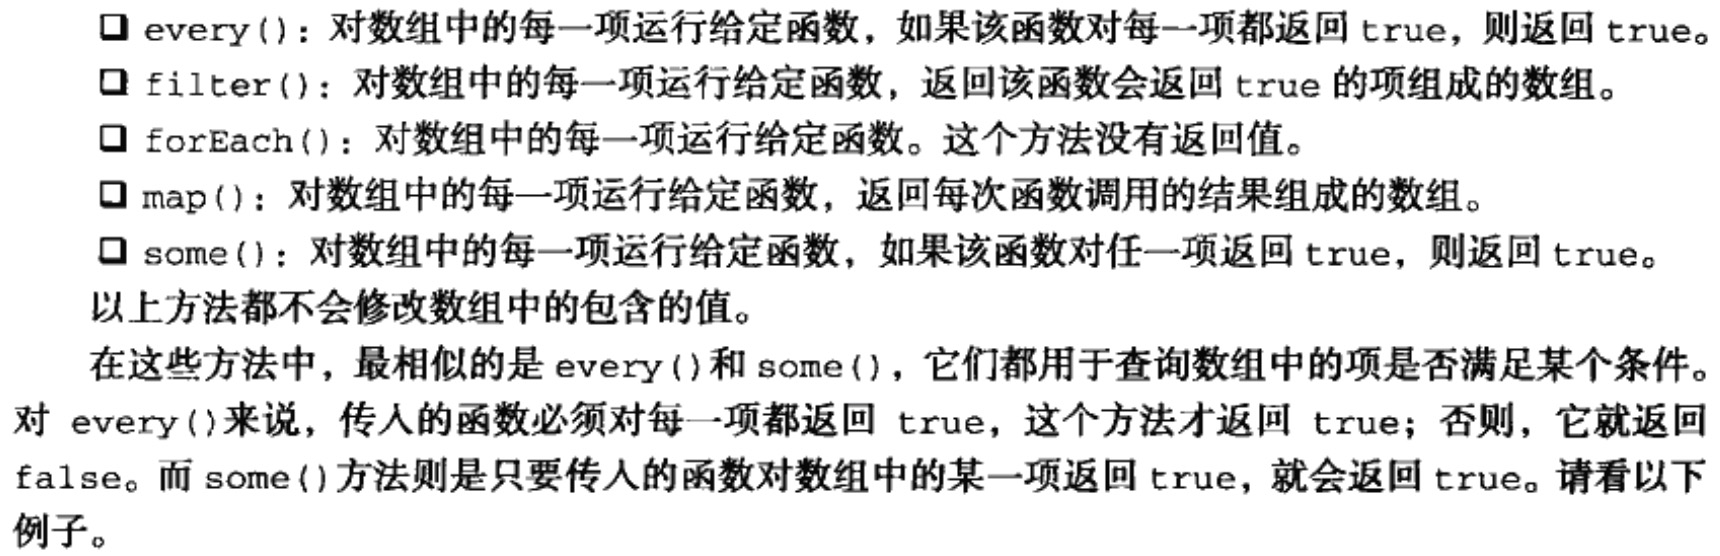 ❑ every()：对数组中的每一项运行给定函数，如果该函数对每一项都返回 true，则返回 true。
❑ filter()：对数组中的每一项运行给定函数，返回该函数会返回 true 的项组成的数组。
❑ forEach()：对数组中的每一项运行给定函数。这个方法没有返回值。
❑ map()：对数组中的每一项运行给定函数，返回每次函数调用的结果组成的数组。
❑ some()：对数组中的每一项运行给定函数，如果该函数对任一项返回 true，则返回 true。
以上方法都不会修改数组中的包含的值。
在这些方法中，最相似的是 every()和 some()，它们都用于查询数组中的项是否满足某个条件。
对 every()来说，传入的函数必须对每一项都返回 true，这个方法才返回 true；否则，它就返回
false。而 some()方法则是只要传入的函数对数组中的某一项返回 true，就会返回 true。请看以下
例子。